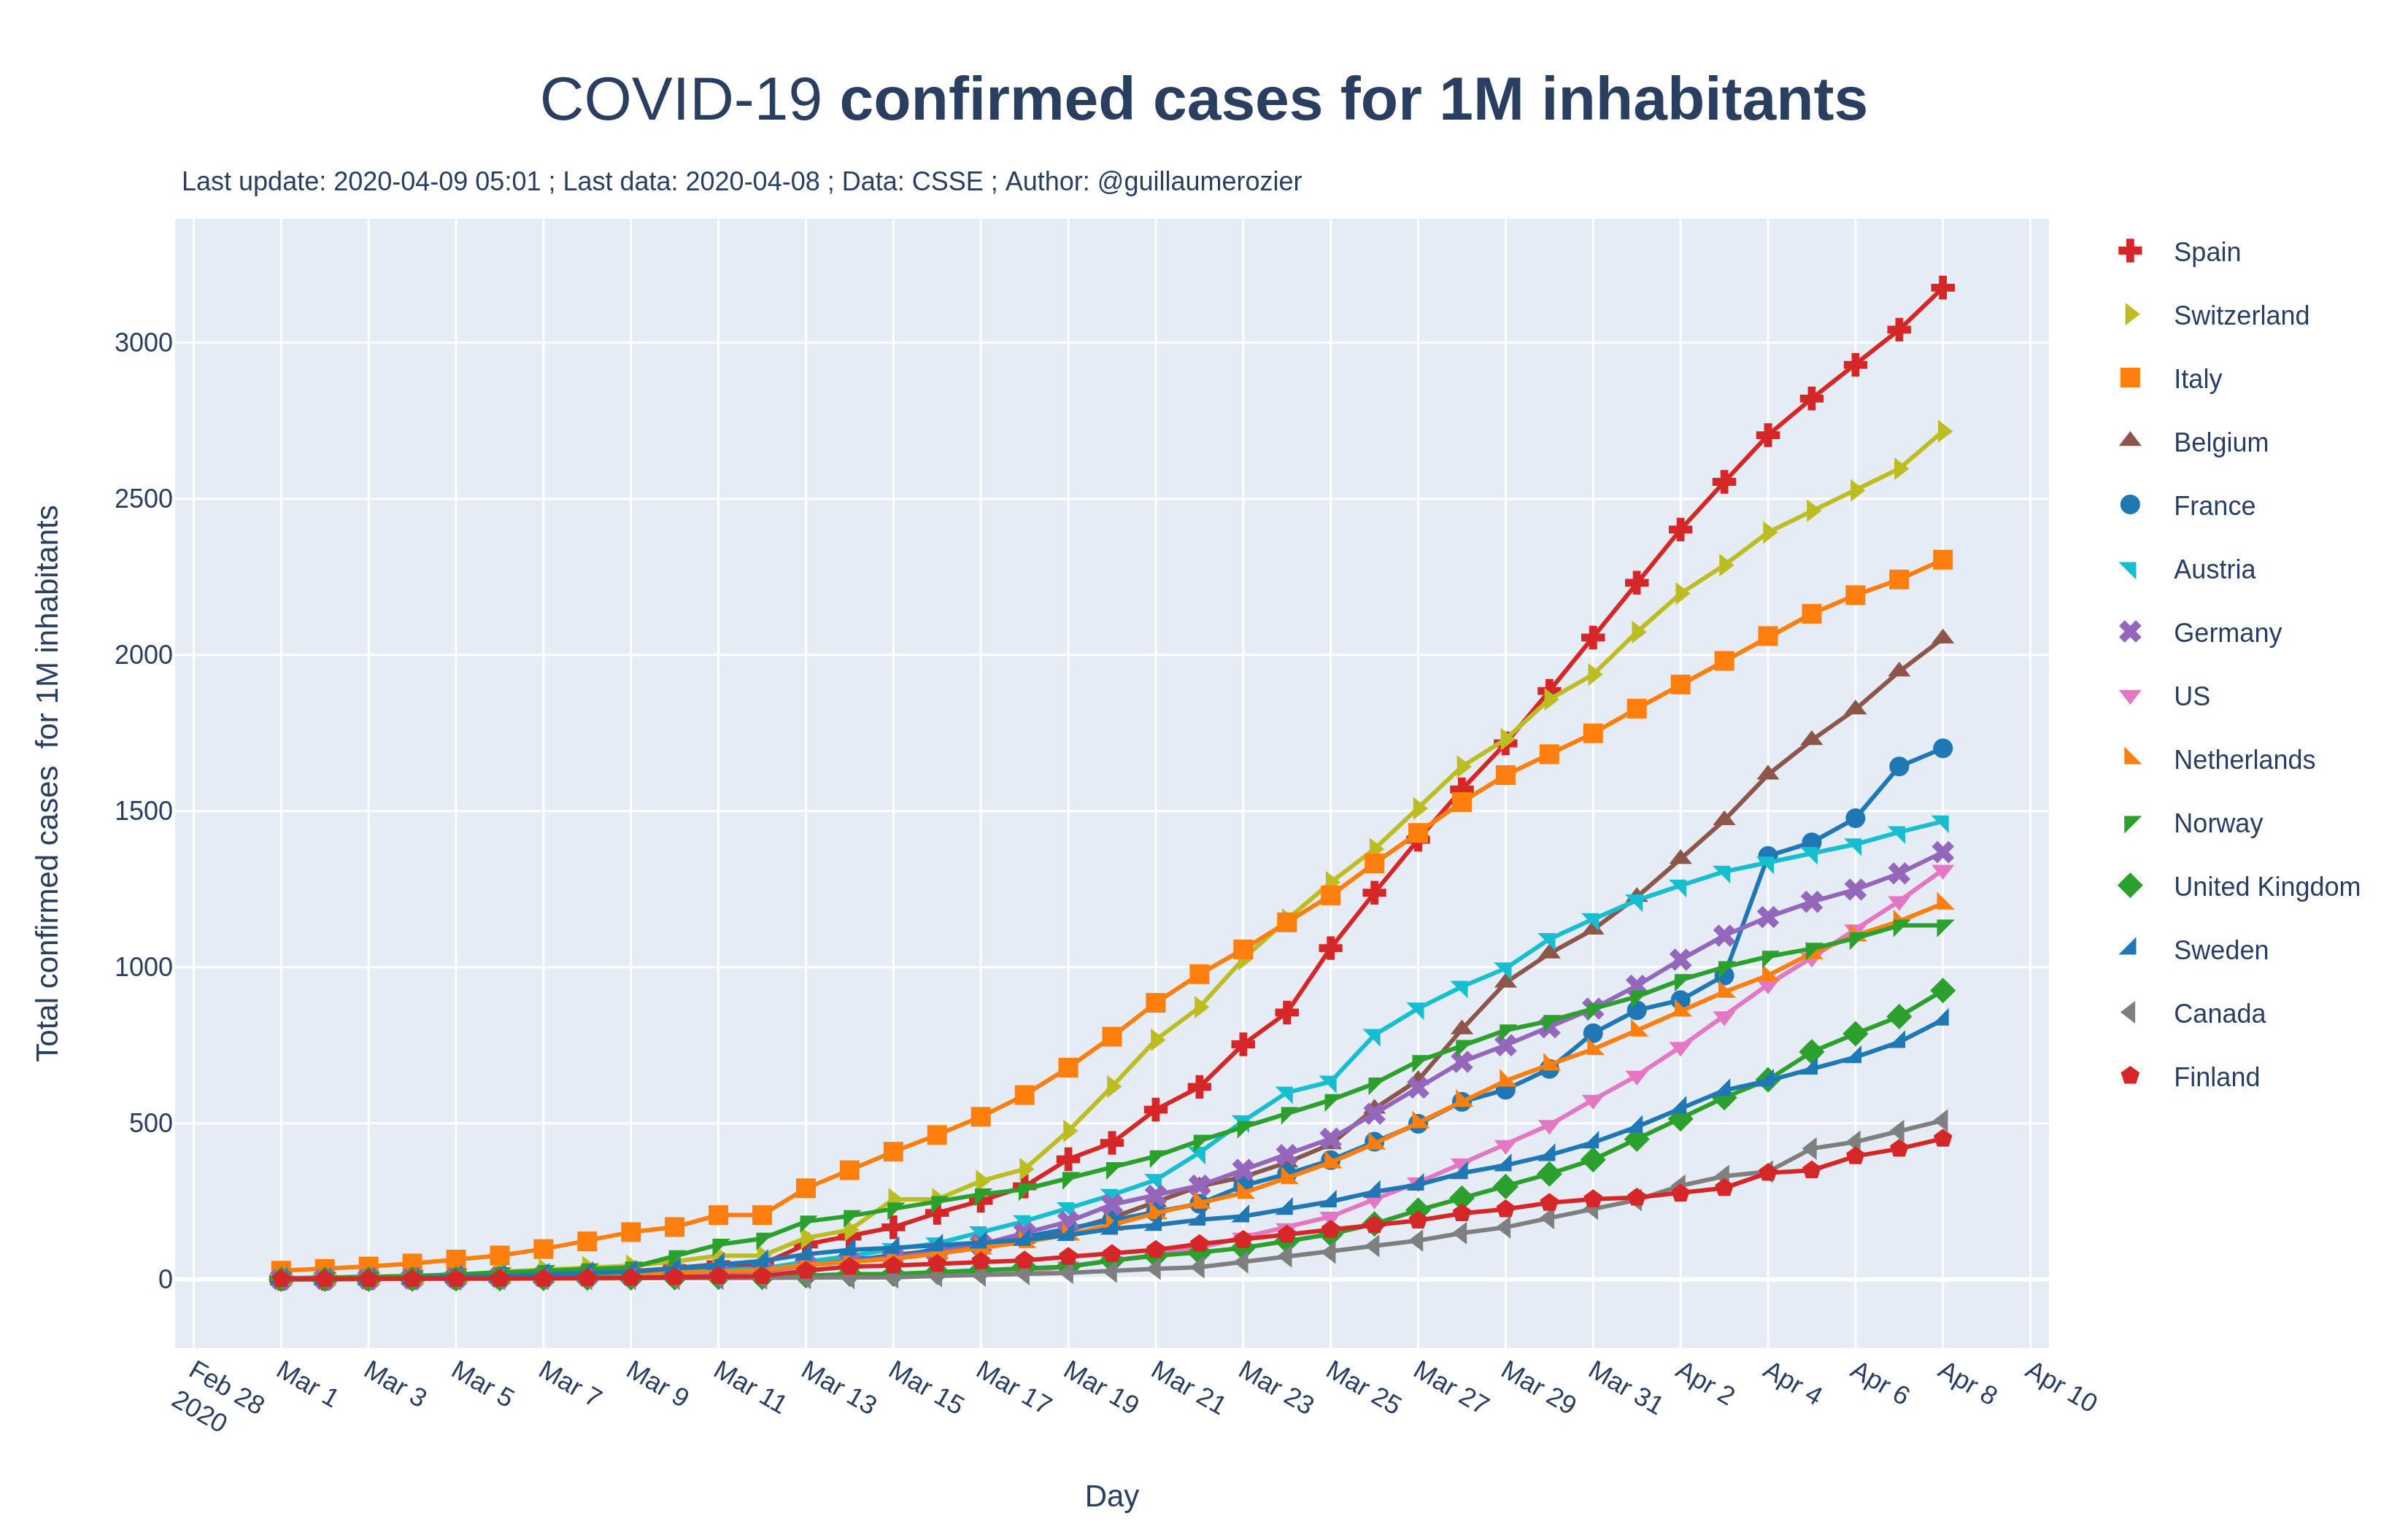 COVID-19 confirmed cases for 1M inhabitants
Last update: 2020-04-09 05:01 ; Last data: 2020-04-08 ; Data: CSSE ; Author: @guillaumerozier
Total confirmed cases for 1M inhabitants
3000
2500
2000
1500
1000
500
0
Feb 28
2020
Mar 1
Mar 3
Mar 5
Mar 7
Mar 9
Mar 11
Mar 13
Mar 15
Mar 17
Mar 19
Mar 21
Mar 23
Mar 25
Mar 27
Mar 29
Mar 31
Apr 2
Apr 4
Apr 6
Apr 8
Apr 10
Day
Spain
Switzerland
Italy
Belgium
France
Austria
Germany
US
Netherlands
Norway
United Kingdom
Sweden
Canada
Finland